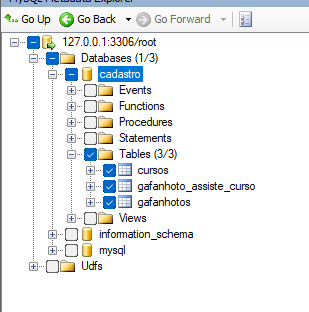 MySQL Metadata Explorer
Go Up Go Back Go Forward
127.0.0.1:3306/root
Databases (1/3)
cadastro
Events
Functions
Procedures
Statements
Tables (3/3)
cursos
gafanhoto_assiste_curso
gafanhotos
Views
information_schema
mysql
Udfs